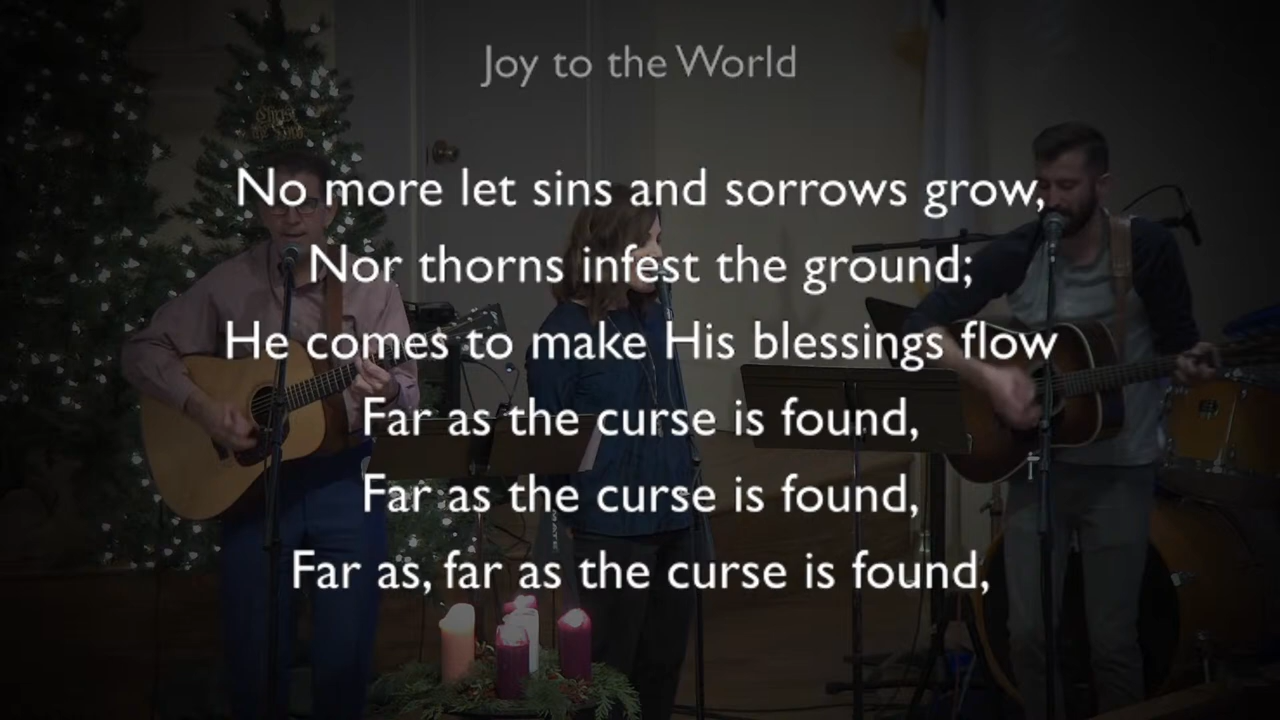 Joy to the World
No more let sins and sorrows grow,
Nor thorns infest the ground;
He comes to make His blessings flow
Far as the curse is found,
Far as the curse is found,
Far as, far as the curse is found,